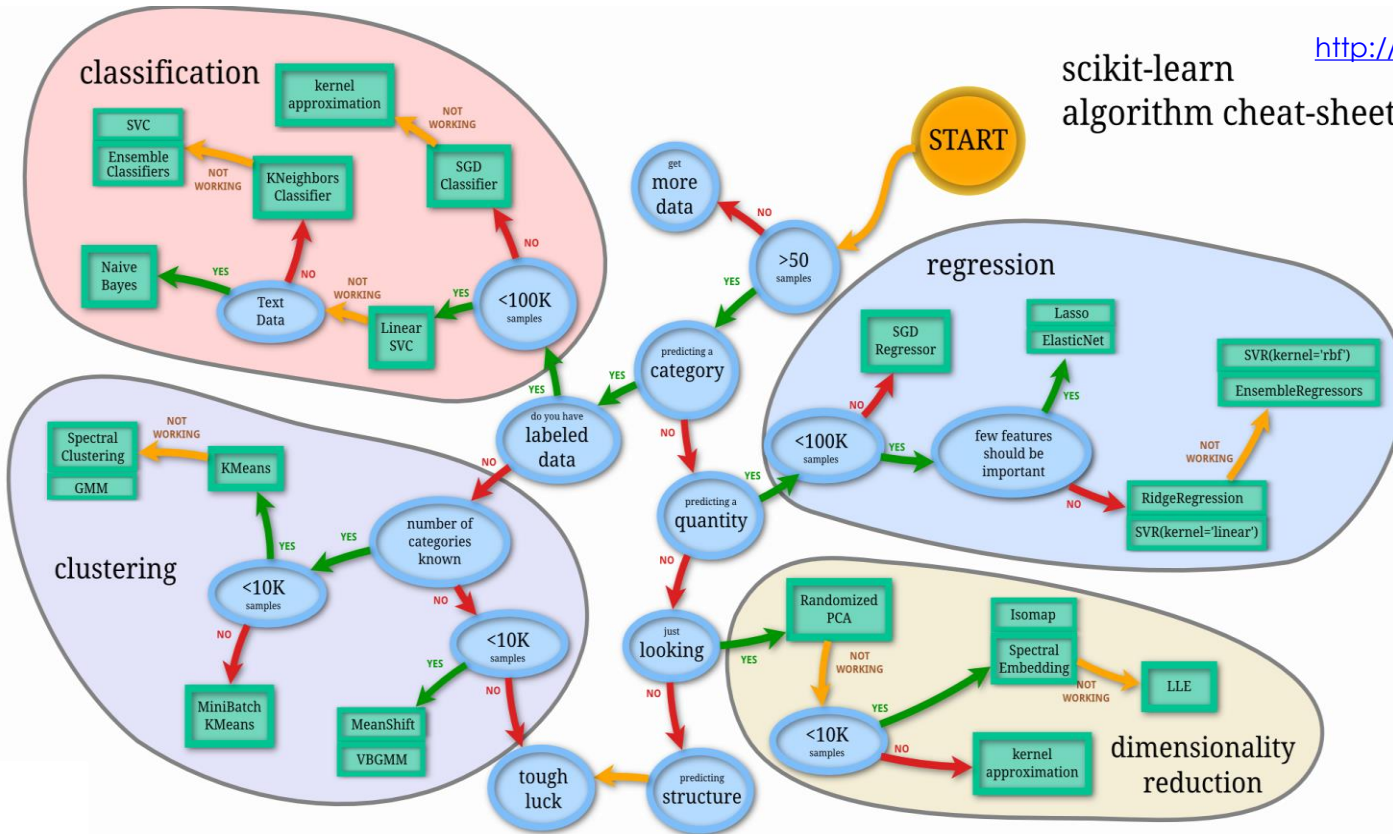 http://
scikit-learn
algorithm cheat-sheet
START
classification
kernel
approximation
NOT
WORKING
SVC
Ensemble
Classifiers
NOT
WORKING
KNeighbors
Classifier
SGD
Classifier
NO
NO
YES
Naive
Bayes
Text
Data
NOT
WORKING
Linear
SVC
YES
<100K
samples
get
more
data
NO
>50
samples
YES
predicting a
category
YES
NO
do you have
labeled
data
YES
NO
predicting a
quantity
YES
NO
just
looking
YES
NO
predicting
structure
tough
luck
regression
SGD
Regressor
Lasso
ElasticNet
SVR(kernel='rbf')
EnsembleRegressors
<100K
samples
NO
YES
few features
should be
important
YES
NO
NOT
WORKING
RidgeRegression
SVR(kernel='linear')
clustering
Spectral
Clustering
GMM
NOT
WORKING
KMeans
YES
<10K
samples
NO
MiniBatch
KMeans
number of
categories
known
YES
NO
<10K
samples
YES
NO
MeanShift
VBGMM
Randomized
PCA
NOT
WORKING
<10K
samples
YES
NO
Isomap
Spectral
Embedding
NOT
WORKING
LLE
kernel
approximation
dimensionality
reduction